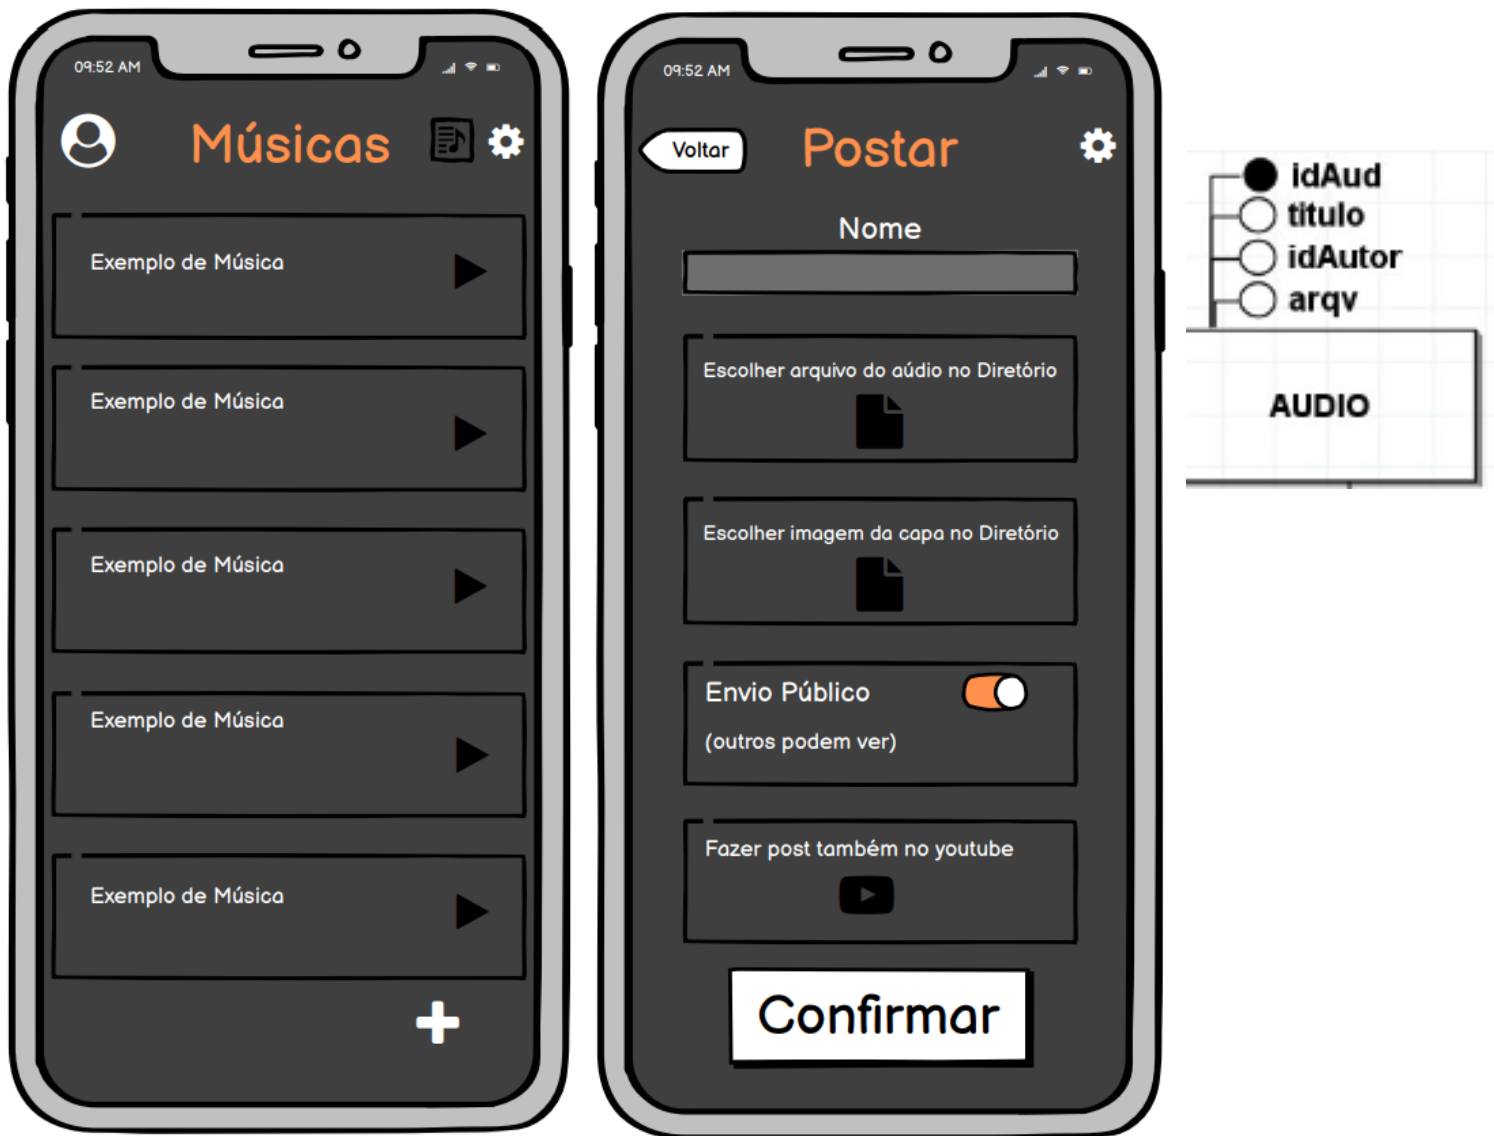 09:52 AM
Músicas
Exemplo de Música
Exemplo de Música
Exemplo de Música
Exemplo de Música
Exemplo de Música
09:52 AM
Voltar
Postar
Nome
Escolher arquivo do aúdio no Diretório
Escolher imagem da capa no Diretório
Envio Público
(outros podem ver)
Fazer post também no youtube
Confirmar
idAud
titulo
idAutor
arqv
AUDIO